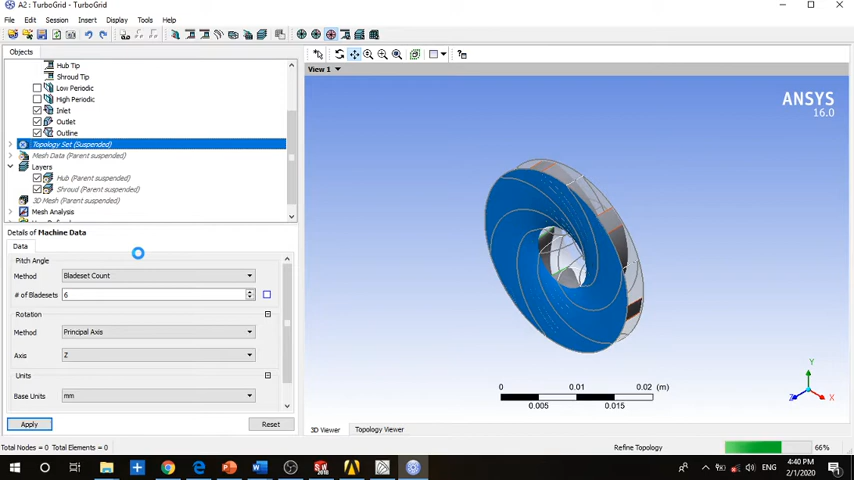 A2 : TurboGrid - TurboGrid
File Edit Session Insert Display Tools Help
Objects
View 1
Hub Tip
Shroud Tip
Low Periodic
High Periodic
Inlet
Outlet
Outline
Topology Set (Suspended)
Mesh Data (Parent suspended)
Layers
Hub (Parent suspended)
Shroud (Parent suspended)
3D Mesh (Parent suspended)
Mesh Analysis
ANSYS
16.0
Details of Machine Data
Data
Pitch Angle
Method Bladeset Count
# of Bladesets 6
Rotation
Method Principal Axis
Axis Z
Units
Base Units mm
Apply Reset
0 0.01 0.02 (m)
0.005 0.015
Y
Z X
3D Viewer Topology Viewer
Total Nodes = 0 Total Elements = 0 Refine Topology 66%
ENG 4:40 PM
2/1/2020